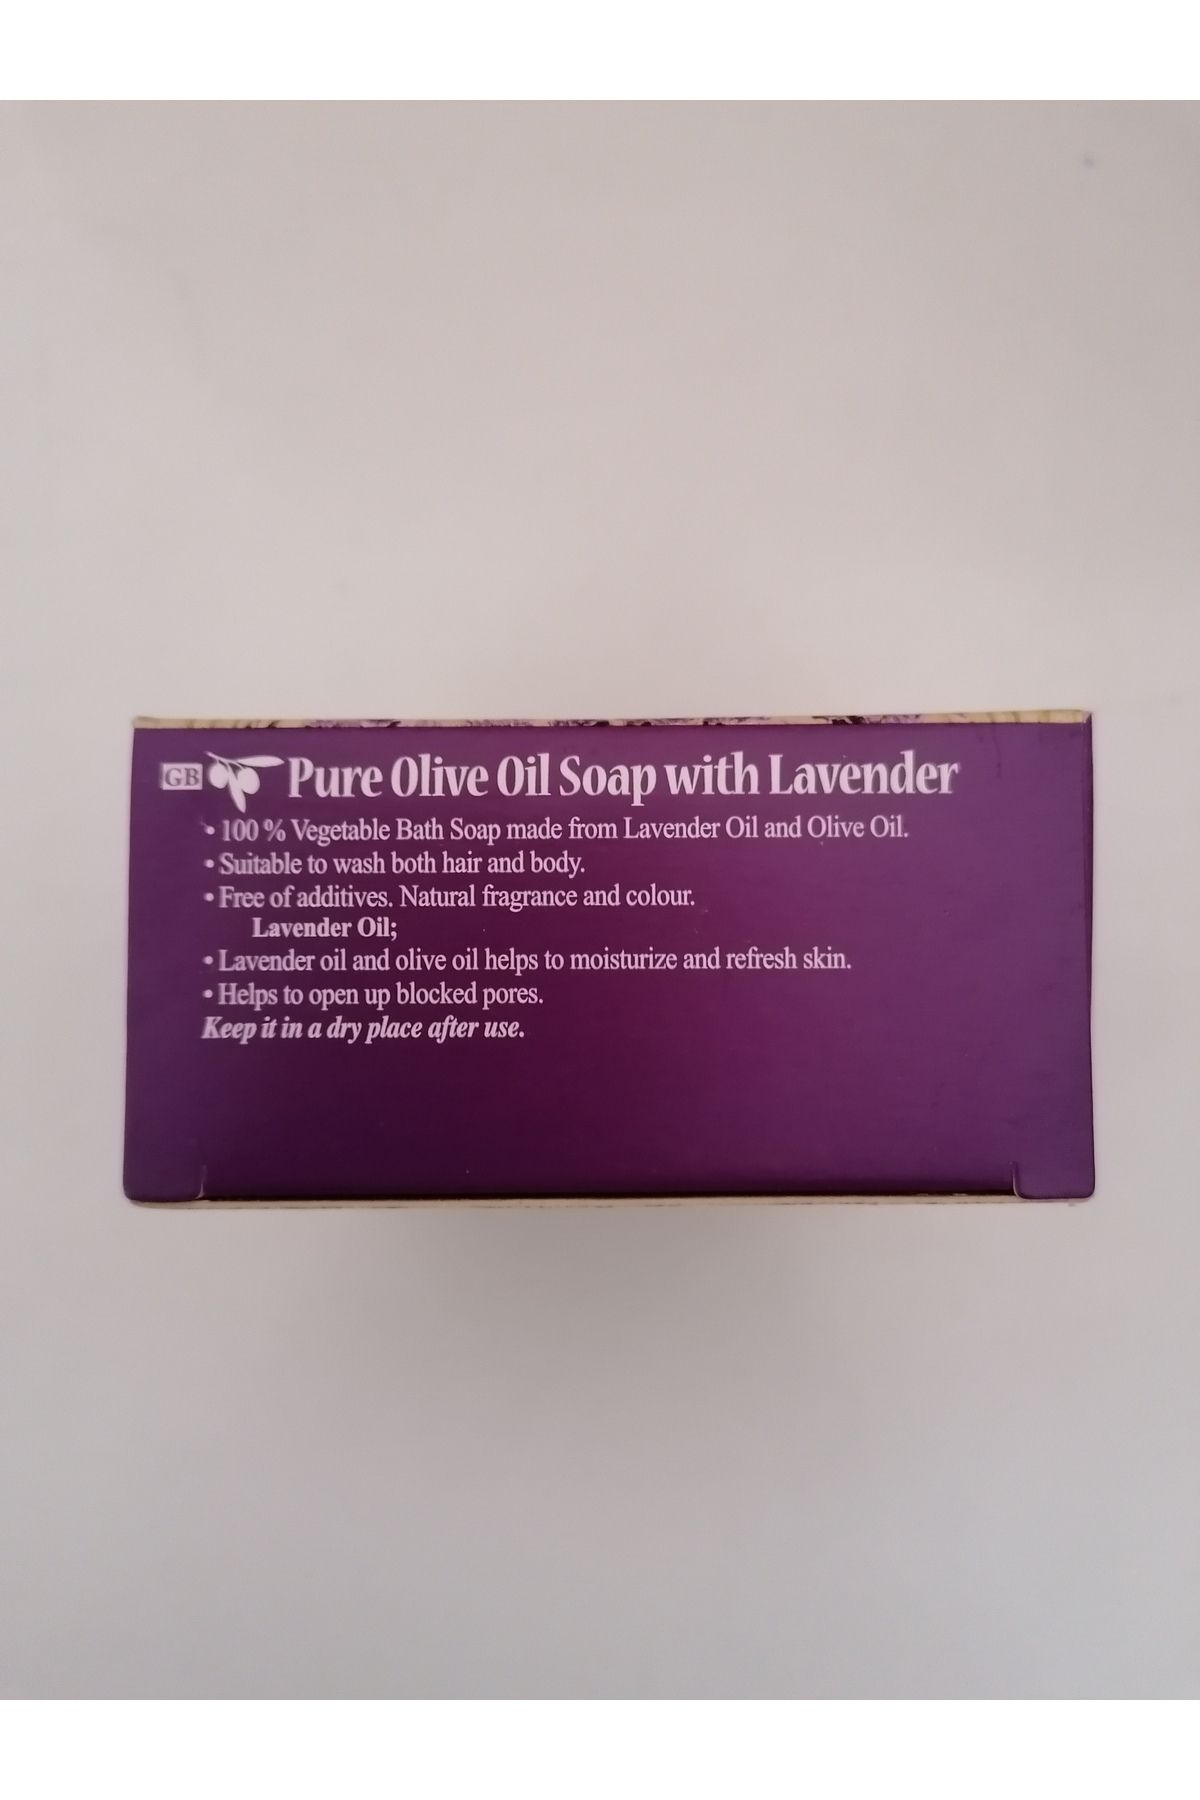 GB Pure Olive Oil Soap with Lavender
• 100 % Vegetable Bath Soap made from Lavender Oil and Olive Oil.
• Suitable to wash both hair and body.
• Free of additives. Natural fragrance and colour.
Lavender Oil;
• Lavender oil and olive oil helps to moisturize and refresh skin.
• Helps to open up blocked pores.
Keep it in a dry place after use.